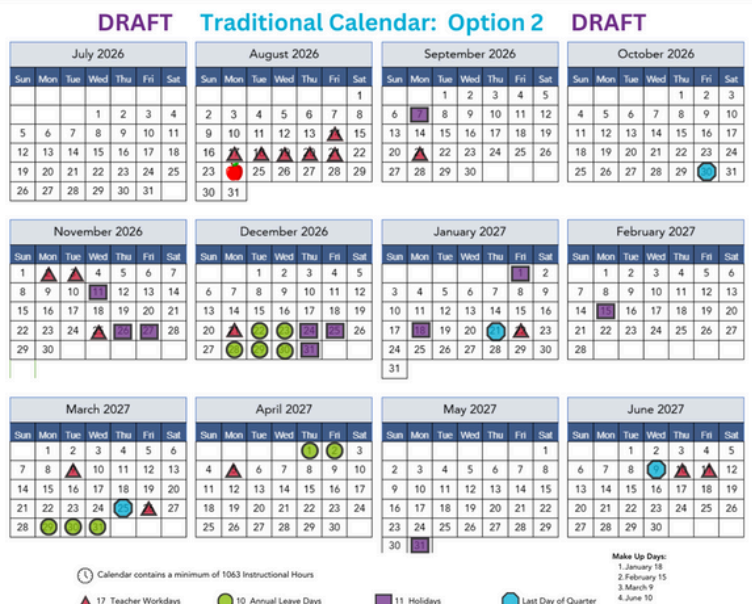 DRAFT Traditional Calendar: Option 2 DRAFT
July 2026
Sun Mon Tue Wed Thu Fri Sat
1 2 3 4
5 6 7 8 9 10 11
12 13 14 15 16 17 18
19 20 21 22 23 24 25
26 27 28 29 30 31
August 2026
Sun Mon Tue Wed Thu Fri Sat
1
2 3 4 5 6 7 8
9 10 11 12 13 15
16 22
23 25 26 27 28 29
30 31
September 2026
Sun Mon Tue Wed Thu Fri Sat
1 2 3 4 5
6 7 8 9 10 11 12
13 14 15 16 17 18 19
20 22 23 24 25 26
27 28 29 30
October 2026
Sun Mon Tue Wed Thu Fri Sat
1 2 3
4 5 6 7 8 9 10
11 12 13 14 15 16 17
18 19 20 21 22 23 24
25 26 27 28 29 30 31
November 2026
Sun Mon Tue Wed Thu Fri Sat
1 4 5 6 7
8 9 10 11 12 13 14
15 16 17 18 19 20 21
22 23 24 26 27 28
29 30
December 2026
Sun Mon Tue Wed Thu Fri Sat
1 2 3 4 5
6 7 8 9 10 11 12
13 14 15 16 17 18 19
20 22 23 24 25 26
27 28 29 30 31
January 2027
Sun Mon Tue Wed Thu Fri Sat
1 2
3 4 5 6 7 8 9
10 11 12 13 14 15 16
17 18 19 20 21 23
24 25 26 27 28 29 30
31
February 2027
Sun Mon Tue Wed Thu Fri Sat
1 2 3 4 5 6
7 8 9 10 11 12 13
14 15 16 17 18 19 20
21 22 23 24 25 26 27
28
March 2027
Sun Mon Tue Wed Thu Fri Sat
1 2 3 4 5 6
7 8 10 11 12 13
14 15 16 17 18 19 20
21 22 23 24 25 27
28 29 30 31
April 2027
Sun Mon Tue Wed Thu Fri Sat
1 2 3
4 6 7 8 9 10
11 12 13 14 15 16 17
18 19 20 21 22 23 24
25 26 27 28 29 30
May 2027
Sun Mon Tue Wed Thu Fri Sat
1
2 3 4 5 6 7 8
9 10 11 12 13 14 15
16 17 18 19 20 21 22
23 24 25 26 27 28 29
30 31
June 2027
Sun Mon Tue Wed Thu Fri Sat
1 2 3 4 5
6 7 8 9 12
13 14 15 16 17 18 19
20 21 22 23 24 25 26
27 28 29 30
Calendar contains a minimum of 1063 Instructional Hours
17 Teacher Workdays 10 Annual Leave Days 11 Holidays Last Day of Quarter
Make Up Days:
1. January 18
2. February 15
3. March 9
4. June 10